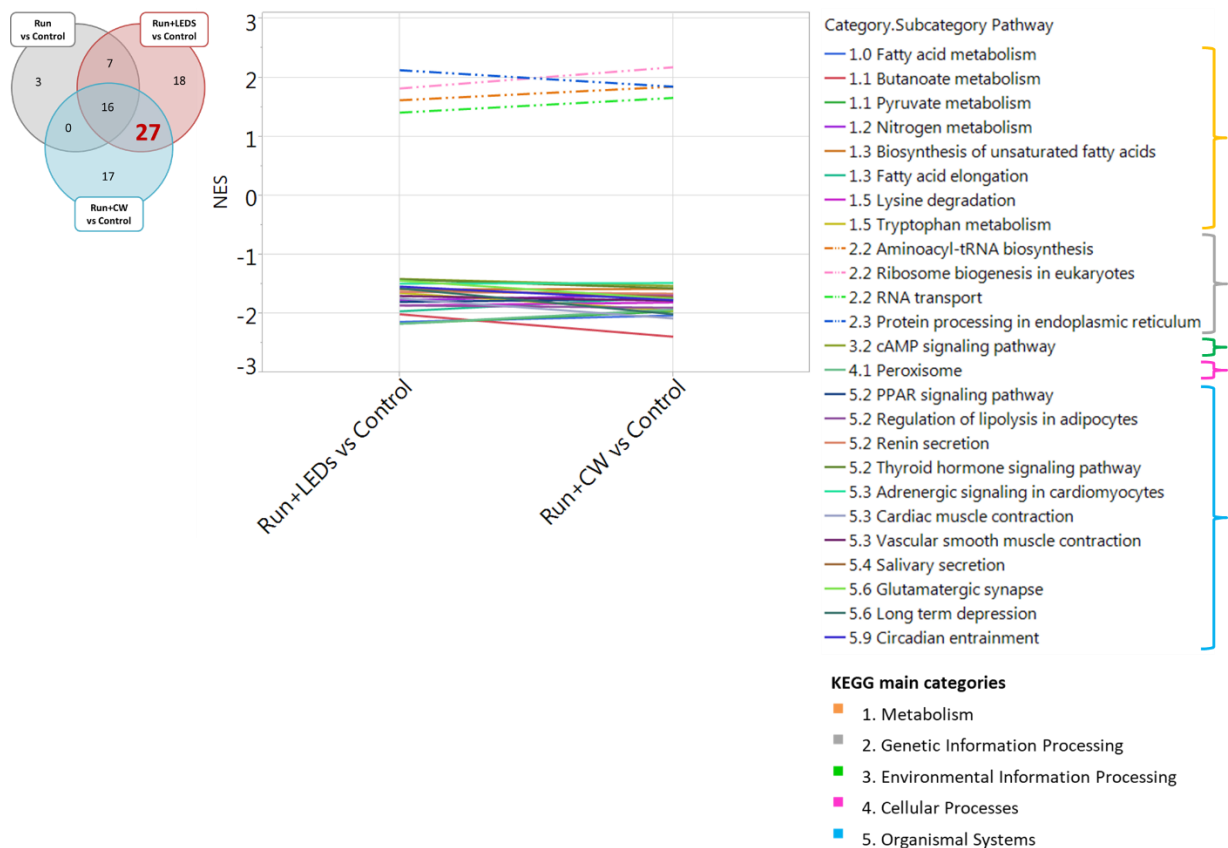 Run
vs Control
Run+LEDS
vs Control
3
7
18
16
0
27
17
Run+CW
vs Control
NES
3
2
1
0
-1
-2
-3
Run+LEDs vs Control
Run+CW vs Control
Category.Subcategory Pathway
1.0 Fatty acid metabolism
1.1 Butanoate metabolism
1.1 Pyruvate metabolism
1.2 Nitrogen metabolism
1.3 Biosynthesis of unsaturated fatty acids
1.3 Fatty acid elongation
1.5 Lysine degradation
1.5 Tryptophan metabolism
2.2 Aminoacyl-tRNA biosynthesis
2.2 Ribosome biogenesis in eukaryotes
2.2 RNA transport
2.3 Protein processing in endoplasmic reticulum
3.2 cAMP signaling pathway
4.1 Peroxisome
5.2 PPAR signaling pathway
5.2 Regulation of lipolysis in adipocytes
5.2 Renin secretion
5.2 Thyroid hormone signaling pathway
5.3 Adrenergic signaling in cardiomyocytes
5.3 Cardiac muscle contraction
5.3 Vascular smooth muscle contraction
5.4 Salivary secretion
5.6 Glutamatergic synapse
5.6 Long term depression
5.9 Circadian entrainment
KEGG main categories
1. Metabolism
2. Genetic Information Processing
3. Environmental Information Processing
4. Cellular Processes
5. Organismal Systems